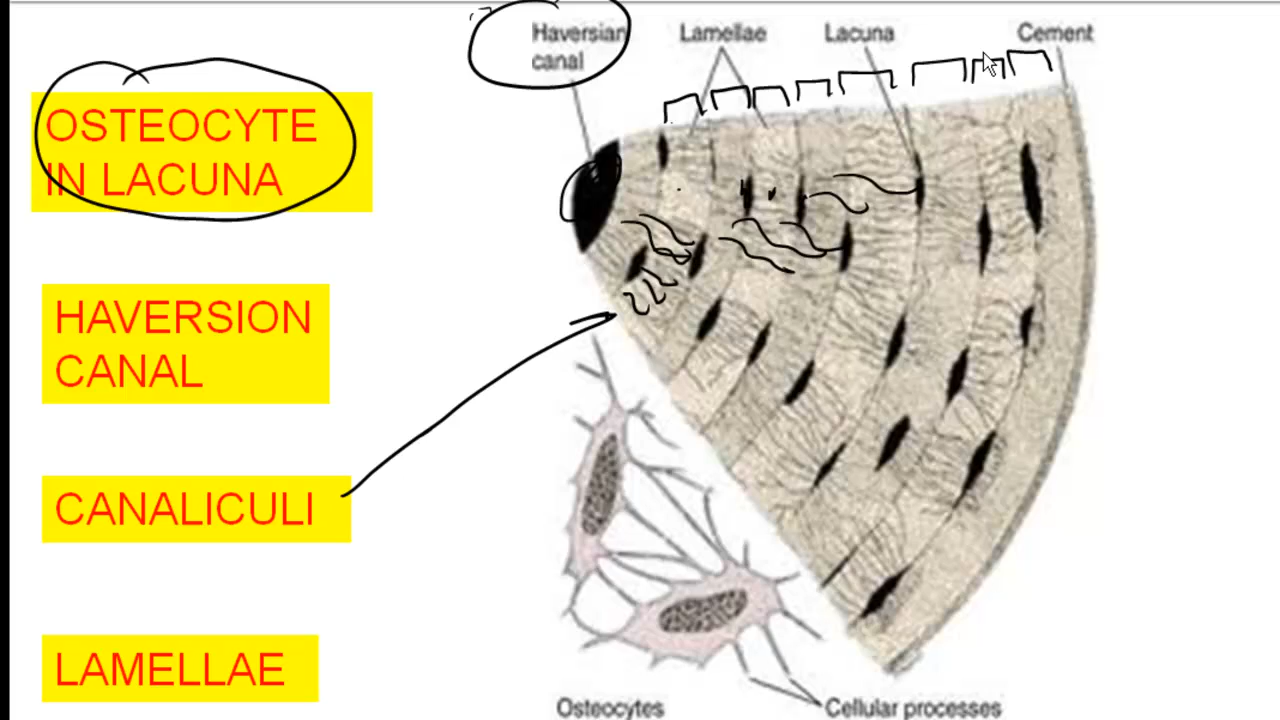 OSTEOCYTE
IN LACUNA
HAVERSION
CANAL
CANALICULI
LAMELLAE
Haversian
canal
Lamellae
Lacuna
Cement
Osteocytes
Cellular processes